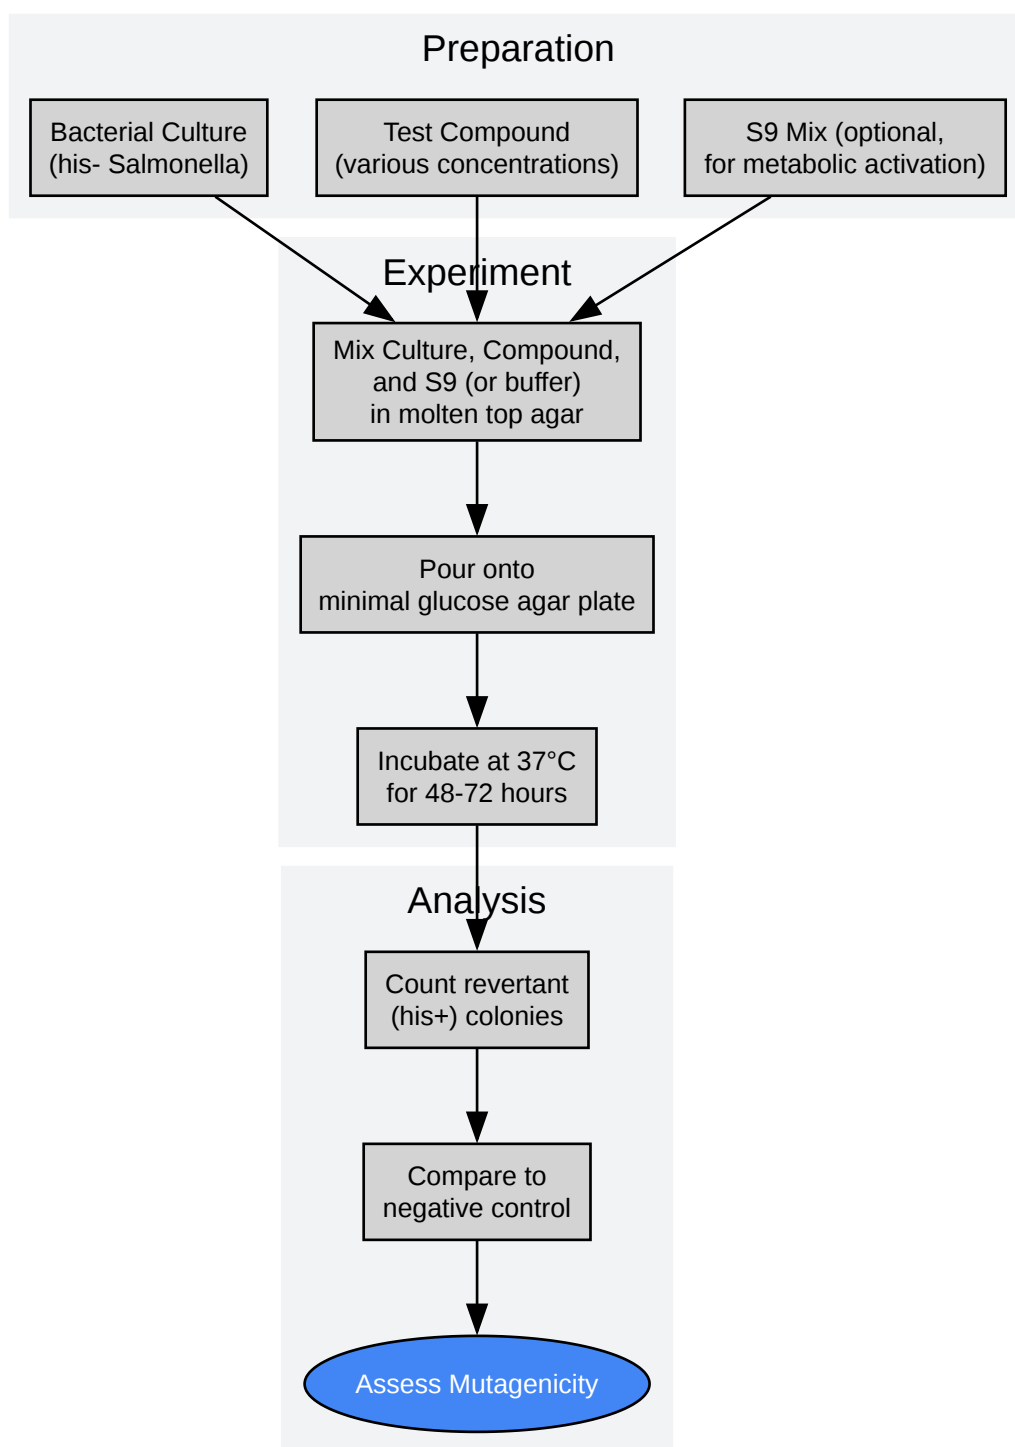 Preparation
Bacterial Culture
(his- Salmonella)
Test Compound
(various concentrations)
S9 Mix (optional,
for metabolic activation)
Experiment
Mix Culture, Compound,
and S9 (or buffer)
in molten top agar
Pour onto
minimal glucose agar plate
Incubate at 37°C
for 48-72 hours
Analysis
Count revertant
(his+) colonies
Compare to
negative control
Assess Mutagenicity